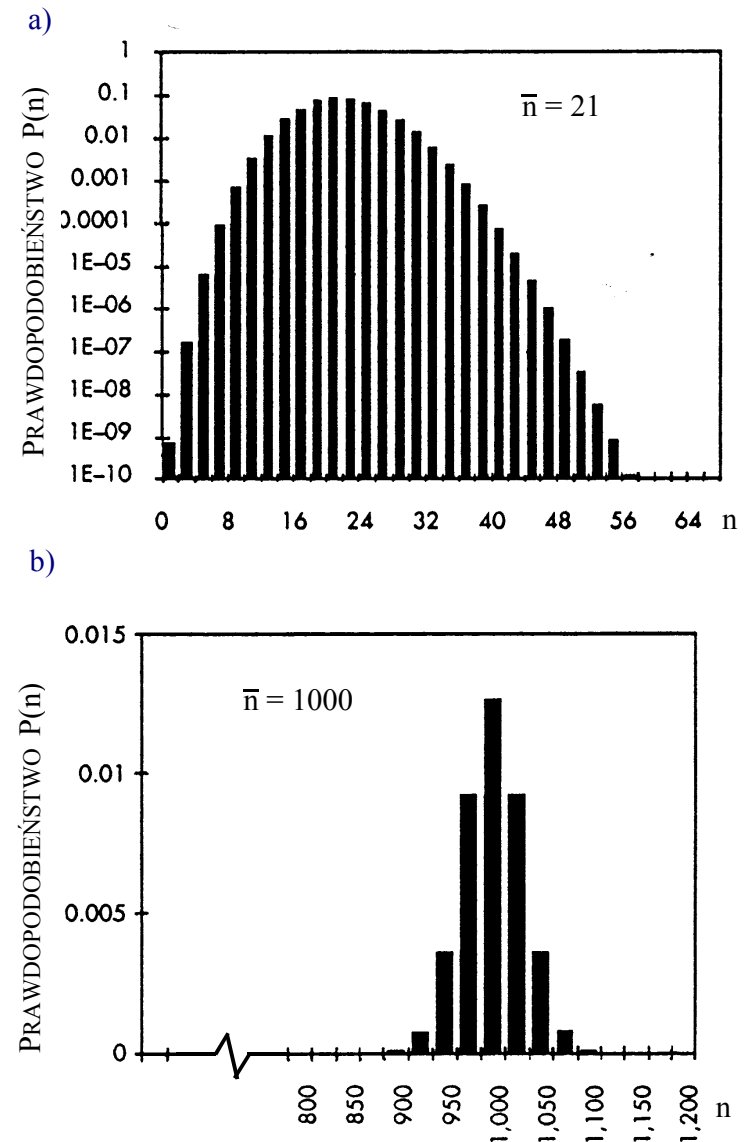 a)
PRAWDOPODOBIEŃSTWO P(n)
1
0.1
0.01
0.001
0.0001
1E–05
1E–06
1E–07
1E–08
1E–09
1E–10
n̅ = 21
0 8 16 24 32 40 48 56 64 n
b)
PRAWDOPODOBIEŃSTWO P(n)
0.015
0.01
0.005
0
n̅ = 1000
800 850 900 950 1,000 1,050 1,100 1,150 1,200 n